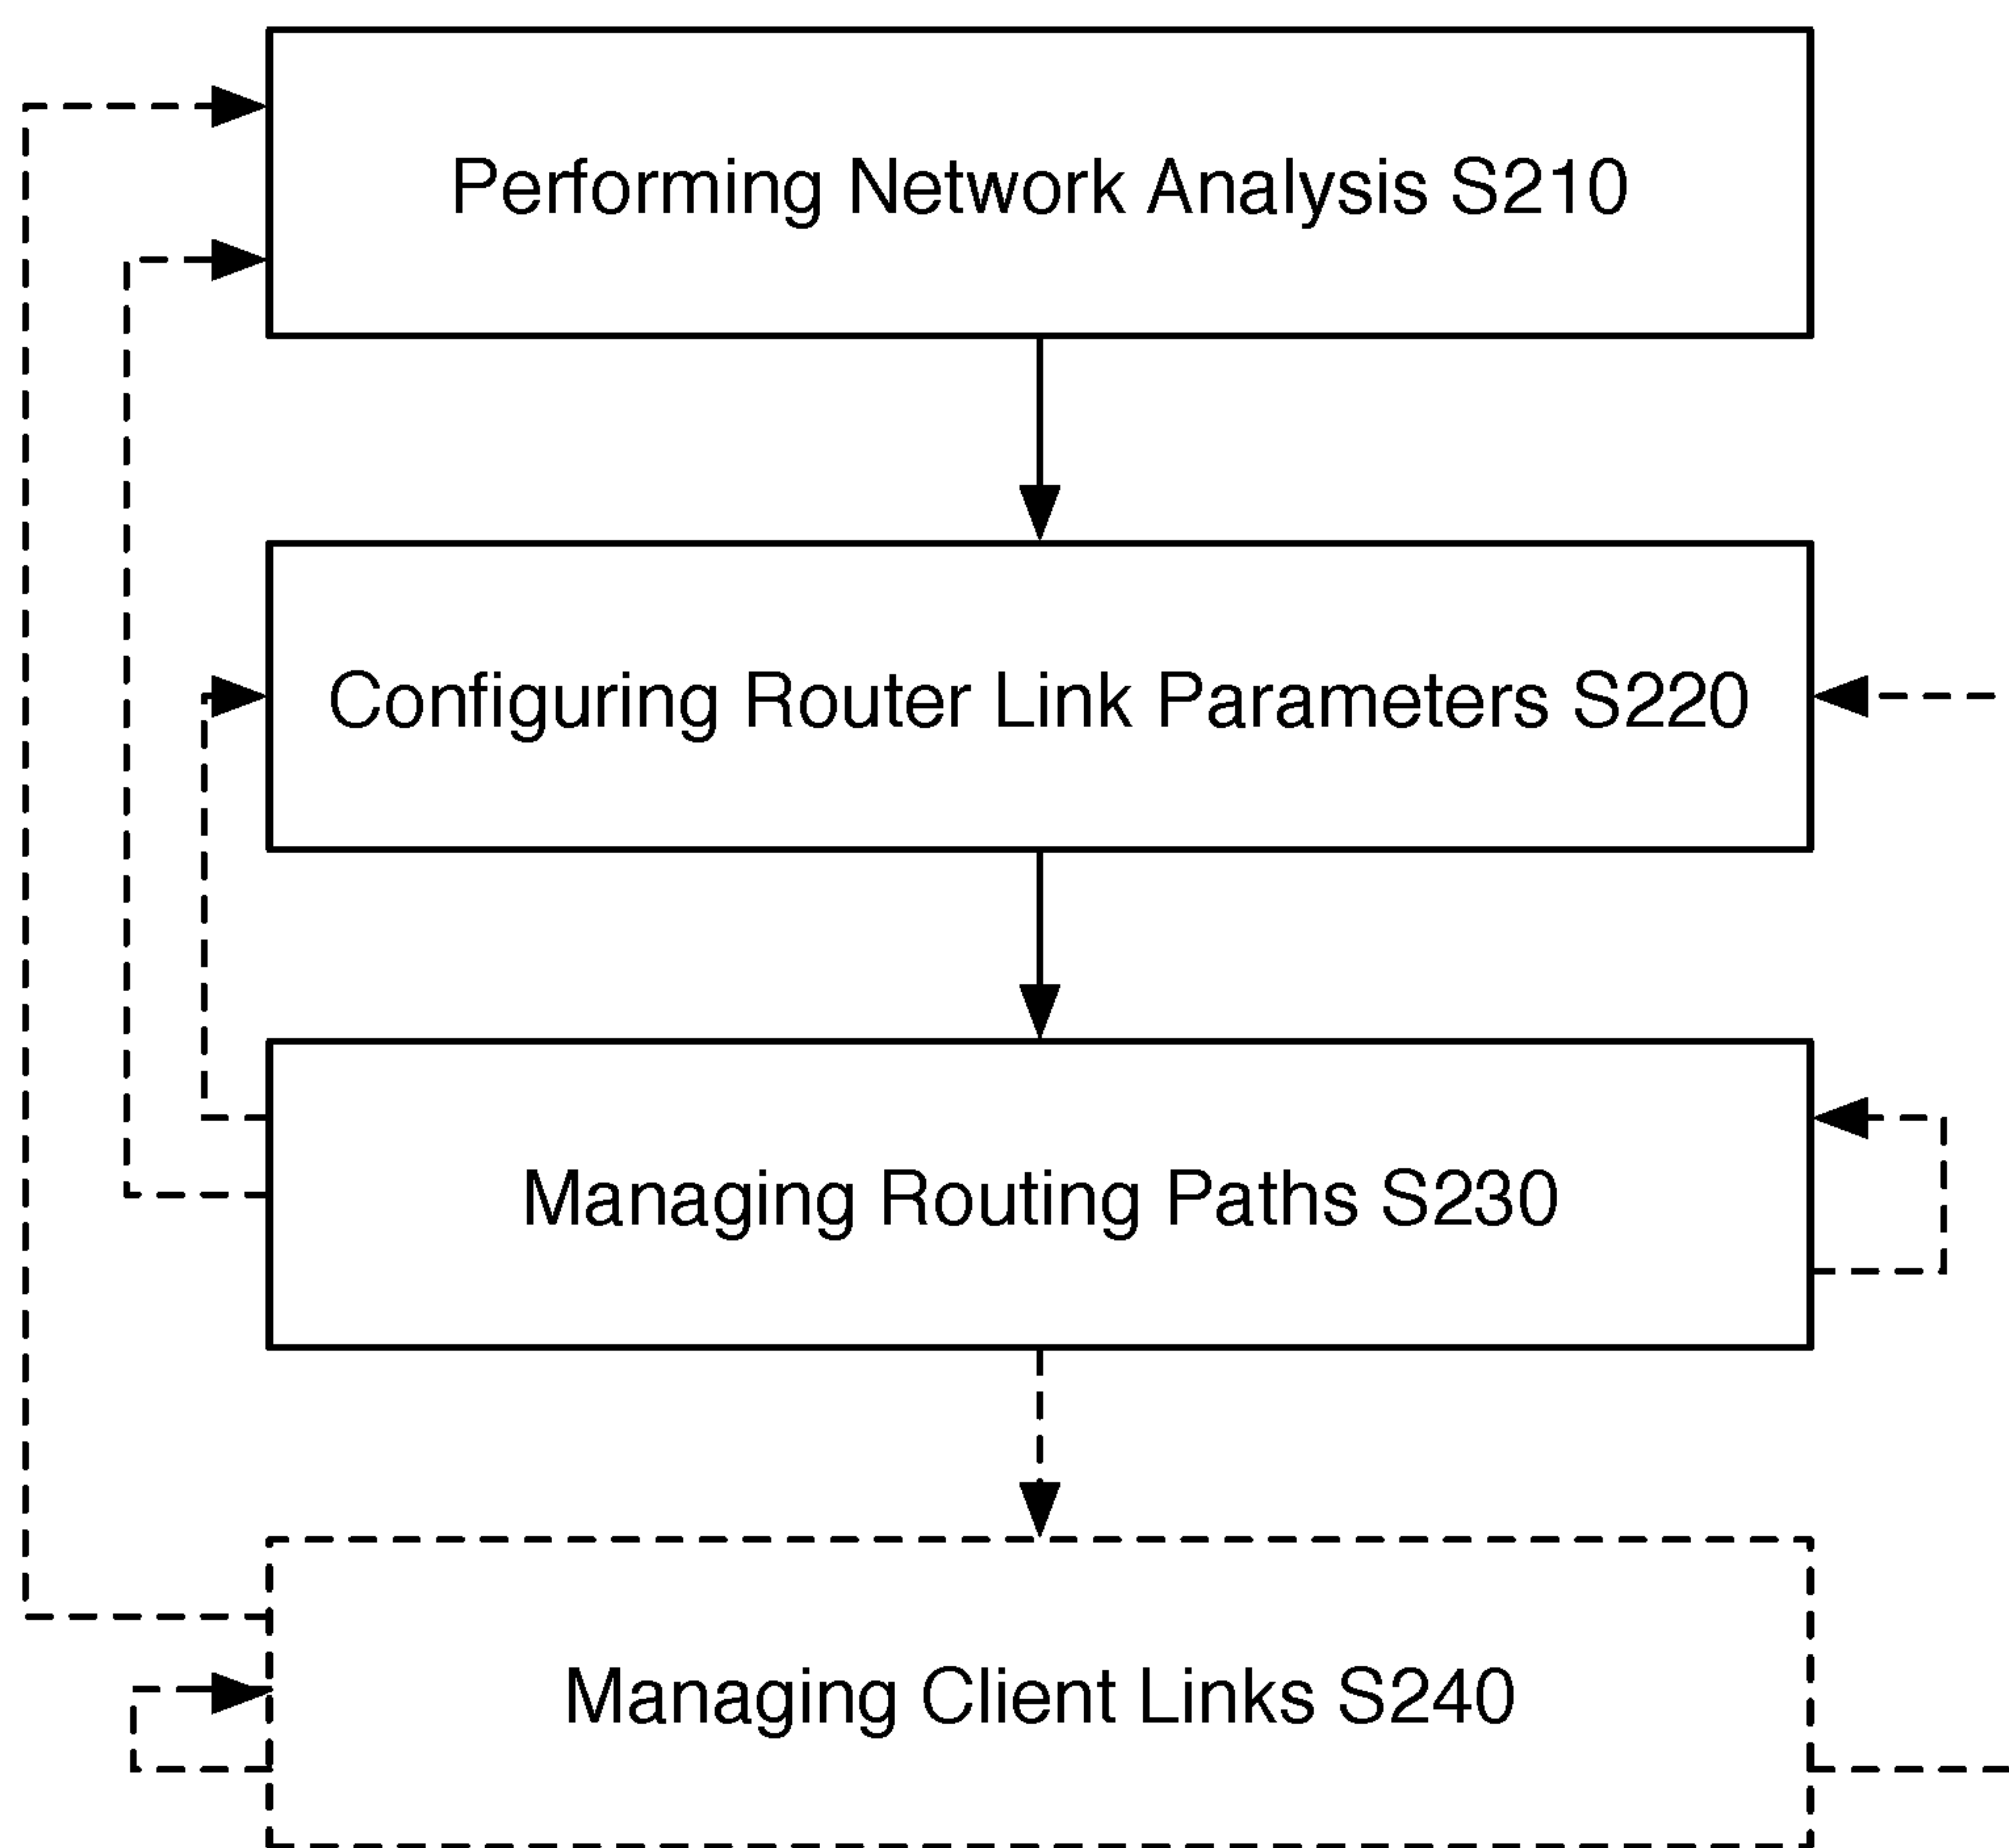 Performing Network Analysis S210
Configuring Router Link Parameters S220
Managing Routing Paths S230
Managing Client Links S240